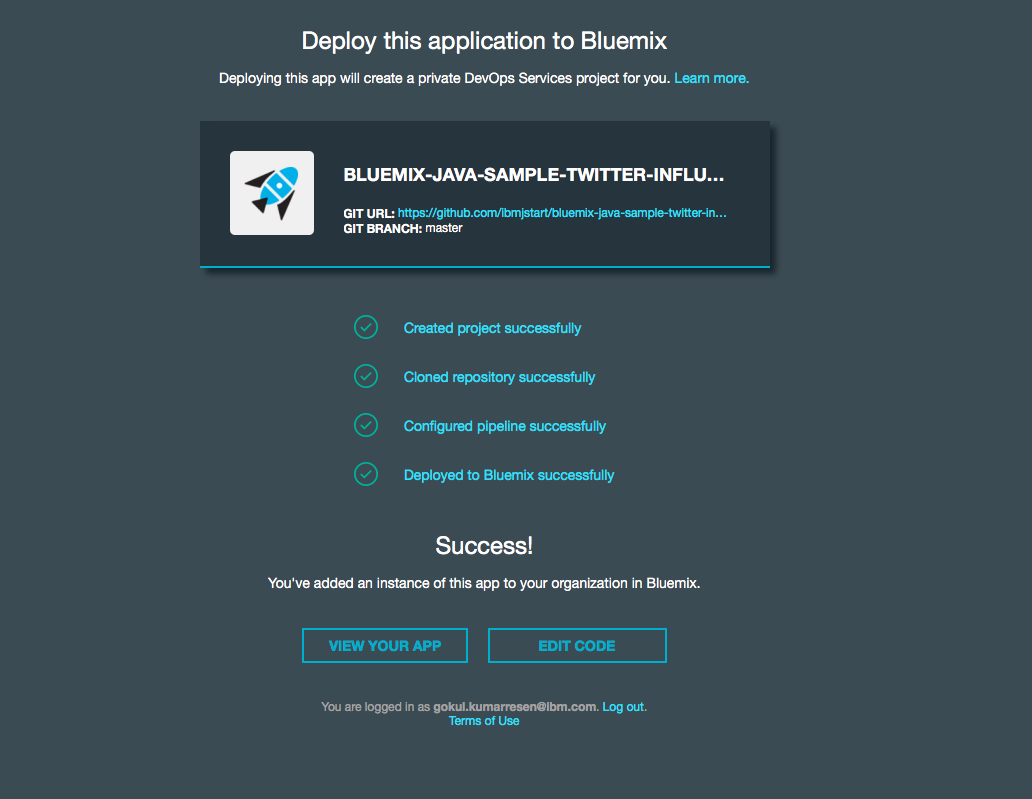 Deploy this application to Bluemix
Deploying this app will create a private DevOps Services project for you. Learn more.
BLUEMIX-JAVA-SAMPLE-TWITTER-INFLU...
GIT URL: https://github.com/ibmjstart/bluemix-java-sample-twitter-in...
GIT BRANCH: master
Created project successfully
Cloned repository successfully
Configured pipeline successfully
Deployed to Bluemix successfully
Success!
You've added an instance of this app to your organization in Bluemix.
VIEW YOUR APP EDIT CODE
You are logged in as gokul.kumarresen@ibm.com. Log out.
Terms of Use